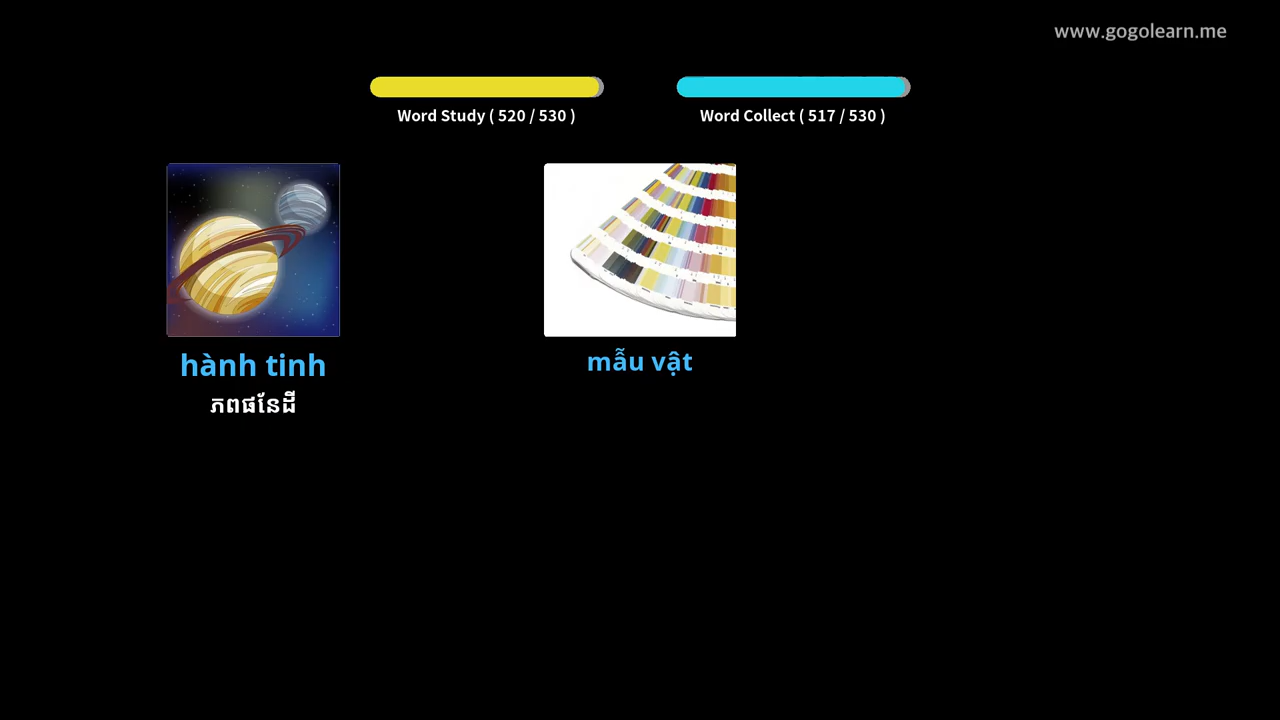 www.gogolearn.me
Word Study ( 520 / 530 )
Word Collect ( 517 / 530 )
hành tinh
ភពផែនដី
mẫu vật